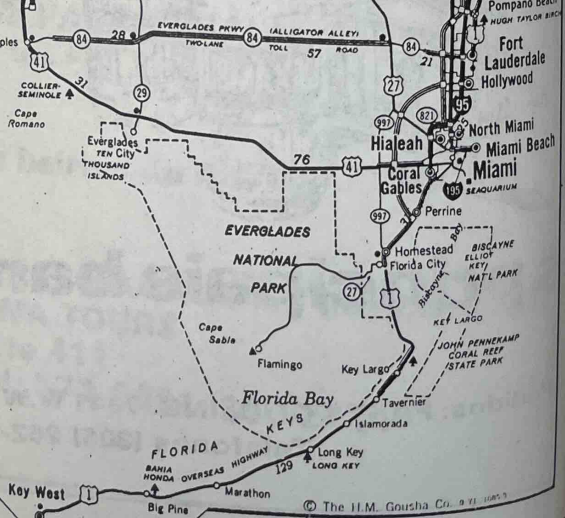 Pompano Beach
HUGH TAYLOR BIRCH
EVERGLADES PKWY. (ALLIGATOR ALLEY)
84
28
84
TWO-LANE TOLL 57 ROAD
84
21
Fort
Lauderdale
Hollywood
41
31
COLLIER-
SEMINOLE
29
27
95
Cape
Romano
997
821
North Miami
Hialeah
Miami Beach
Everglades
City
TEN
THOUSAND
ISLANDS
76
41
Coral
Gables
Miami
195
SEAQUARIUM
997
31
Perrine
EVERGLADES
NATIONAL
PARK
Homestead
Florida City
Biscayne Bay
BISCAYNE
ELLIOT
KEY
NAT'L PARK
27
1
KEY LARGO
Cape
Sable
Flamingo
JOHN PENNEKAMP
CORAL REEF
STATE PARK
Key Largo
Florida Bay
Tavernier
Islamorada
FLORIDA KEYS
Long Key
LONG KEY
BAHIA
HONDA
OVERSEAS HIGHWAY
129
Key West
1
Marathon
Big Pine
© The H.M. Gousha Co.